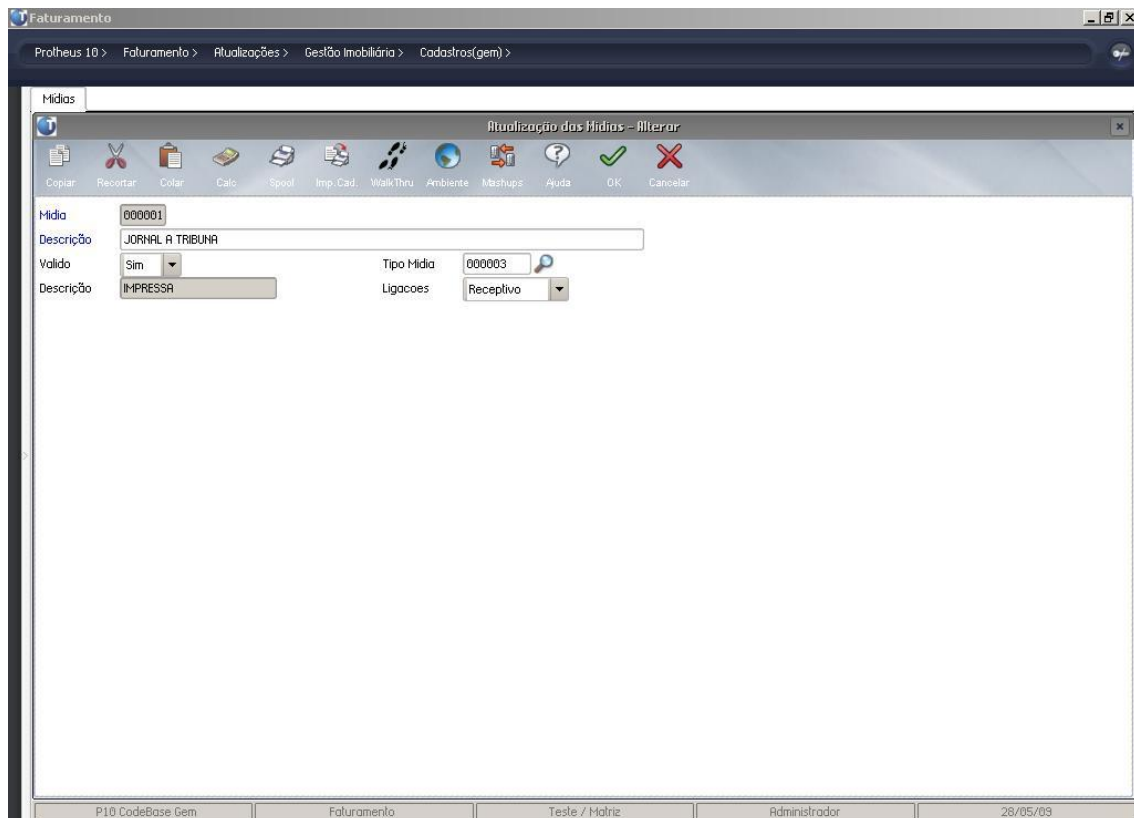 Faturamento
Protheus 10 > Faturamento > Atualizações > Gestão Imobiliária > Cadastros(gem) >
Mídias
Atualização das Midias - Alterar
Copiar Recortar Colar Calc Spool Imp.Cad. WalkThru Ambiente Mashups Ajuda OK Cancelar
Midia 000001
Descrição JORNAL A TRIBUNA
Valido Sim Tipo Midia 000003
Descrição IMPRESSA Ligacoes Receptivo
P10 CodeBase Gem Faturamento Teste / Matriz Administrador 28/05/09